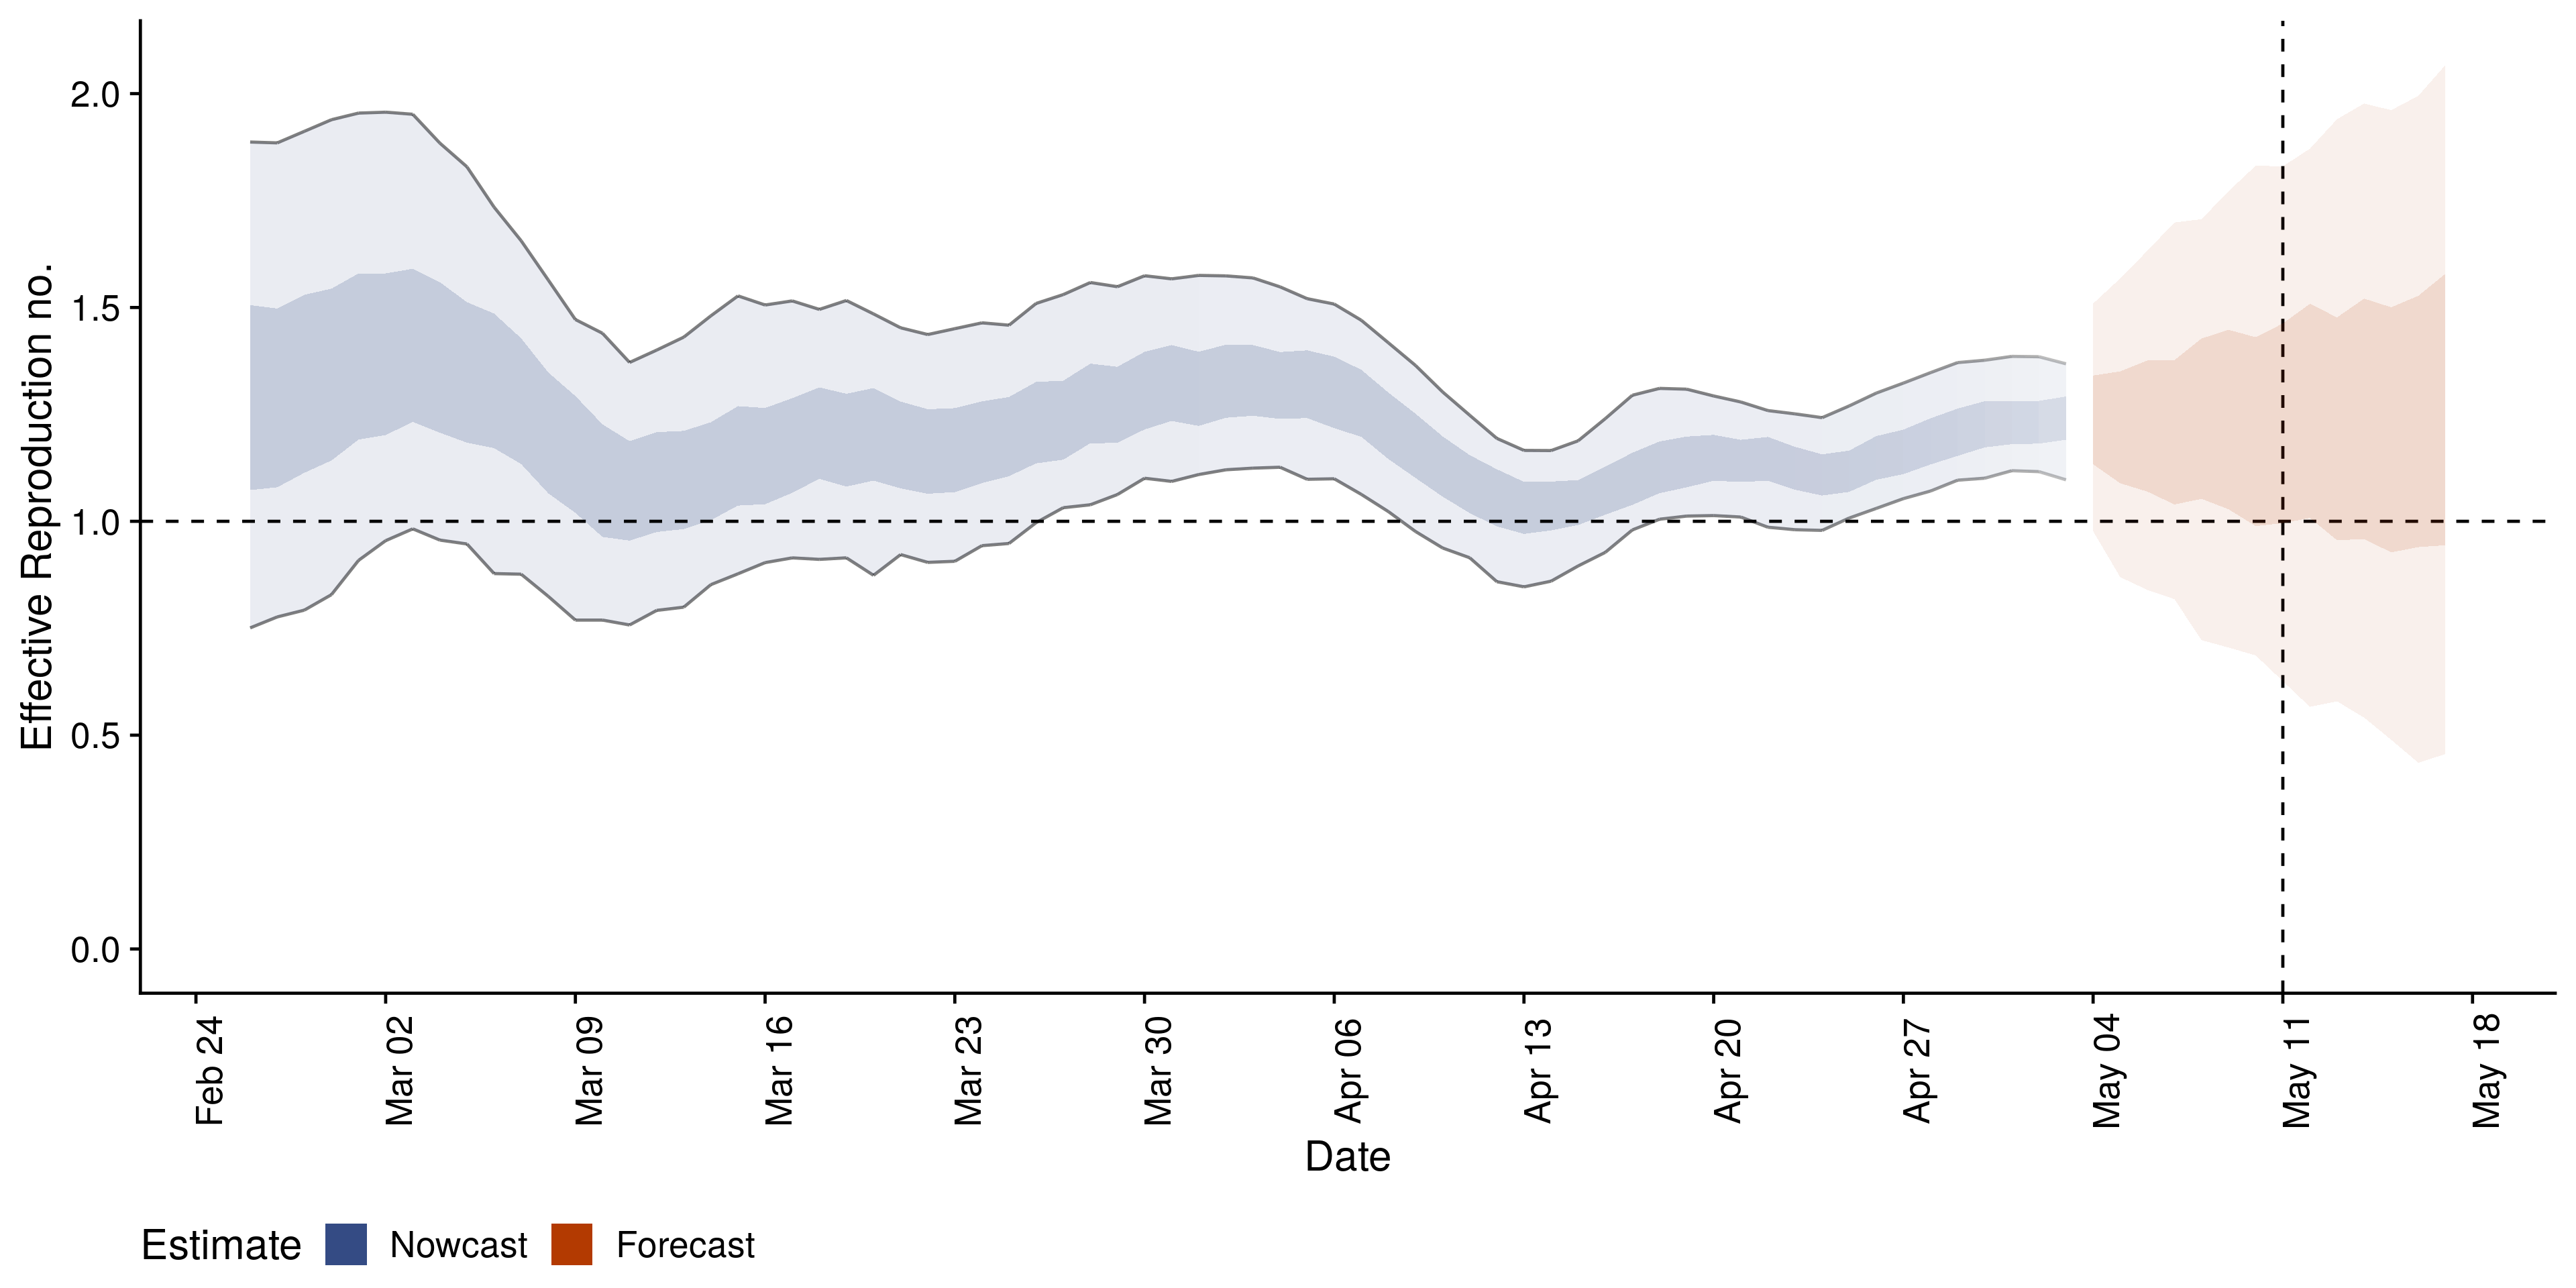 Effective Reproduction no.
2.0
1.5
1.0
0.5
0.0
Feb 24
Mar 02
Mar 09
Mar 16
Mar 23
Mar 30
Apr 06
Apr 13
Apr 20
Apr 27
May 04
May 11
May 18
Date
Estimate Nowcast Forecast